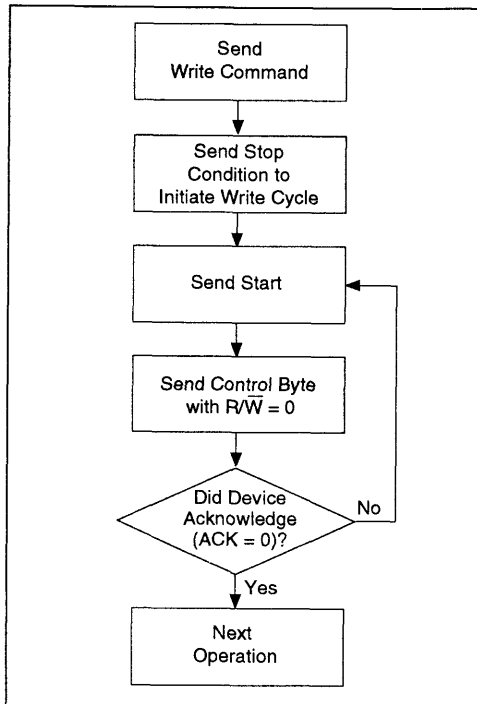 Send
Write Command
Send Stop
Condition to
Initiate Write Cycle
Send Start
Send Control Byte
with R/W̅ = 0
Did Device
Acknowledge
(ACK = 0)?
No
Yes
Next
Operation